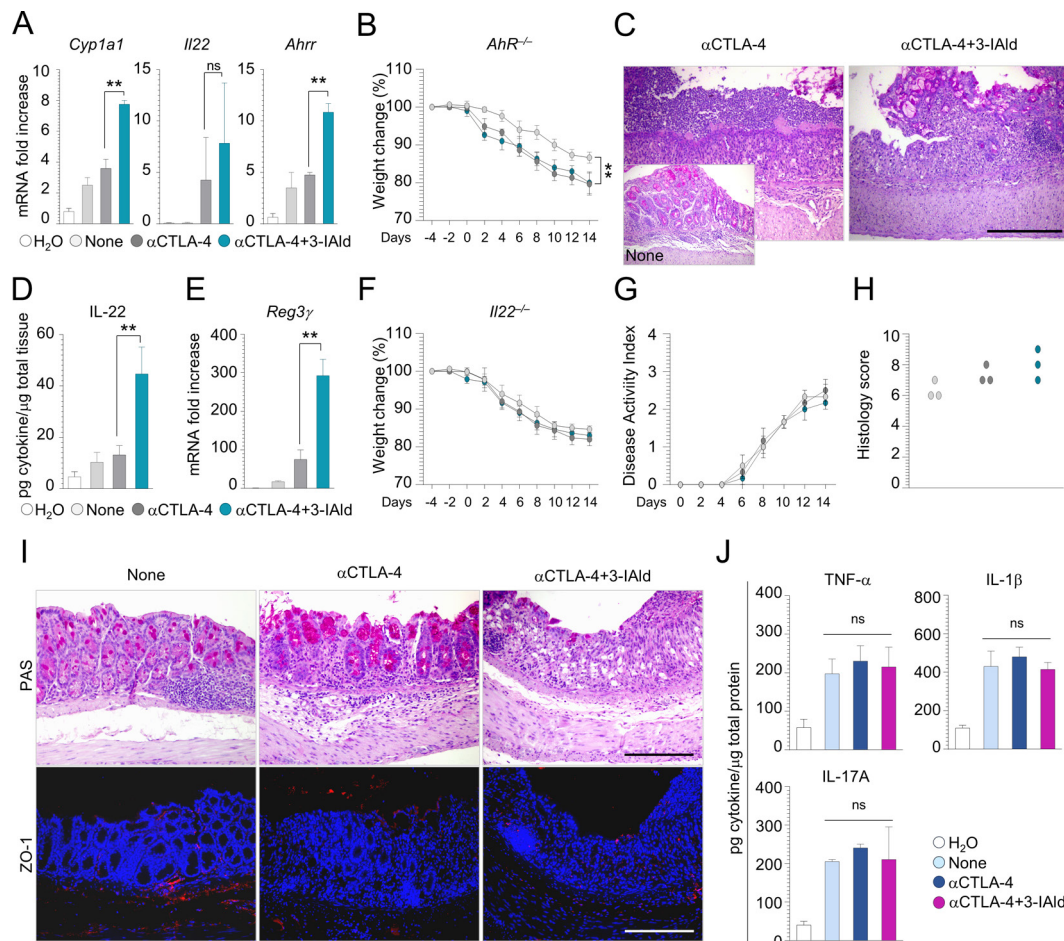 A
Cyp1a1
Il22
Ahrr
mRNA fold increase
10
8
6
4
2
0
**
15
10
5
0
ns
15
10
5
0
**
H₂O None αCTLA-4 αCTLA-4+3-IAld
B
AhR⁻/⁻
Weight change (%)
110
100
90
80
70
**
Days -4 -2 0 2 4 6 8 10 12 14
C
αCTLA-4
αCTLA-4+3-IAld
None
D
IL-22
pg cytokine/µg total tissue
60
40
20
0
**
E
Reg3γ
mRNA fold increase
400
300
200
100
0
**
H₂O None αCTLA-4 αCTLA-4+3-IAld
F
Il22⁻/⁻
Weight change (%)
110
100
90
80
70
Days -4 -2 0 2 4 6 8 10 12 14
G
Disease Activiity Index
4
3
2
1
0
Days 0 2 4 6 8 10 12 14
H
Histology score
10
8
6
4
2
0
I
None
αCTLA-4
αCTLA-4+3-IAld
PAS
ZO-1
J
pg cytokine/µg total protein
TNF-α
400
300
200
100
0
ns
IL-1β
800
600
400
200
0
ns
IL-17A
400
300
200
100
0
ns
H₂O
None
αCTLA-4
αCTLA-4+3-IAld